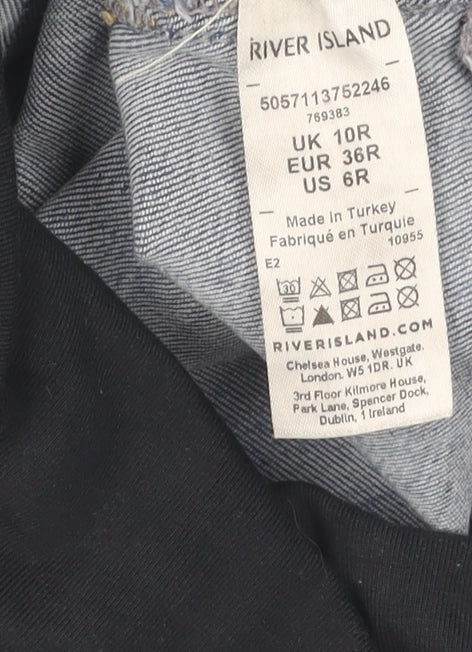 RIVER ISLAND
5057113752246
769383
UK 10R
EUR 36R
US 6R
Made in Turkey
Fabriqué en Turquie
10955
E2
30
RIVERISLAND.COM
Chelsea House, Westgate.
London. W5 1DR. UK
3rd Floor Kilmore House,
Park Lane, Spencer Dock,
Dublin, 1 Ireland